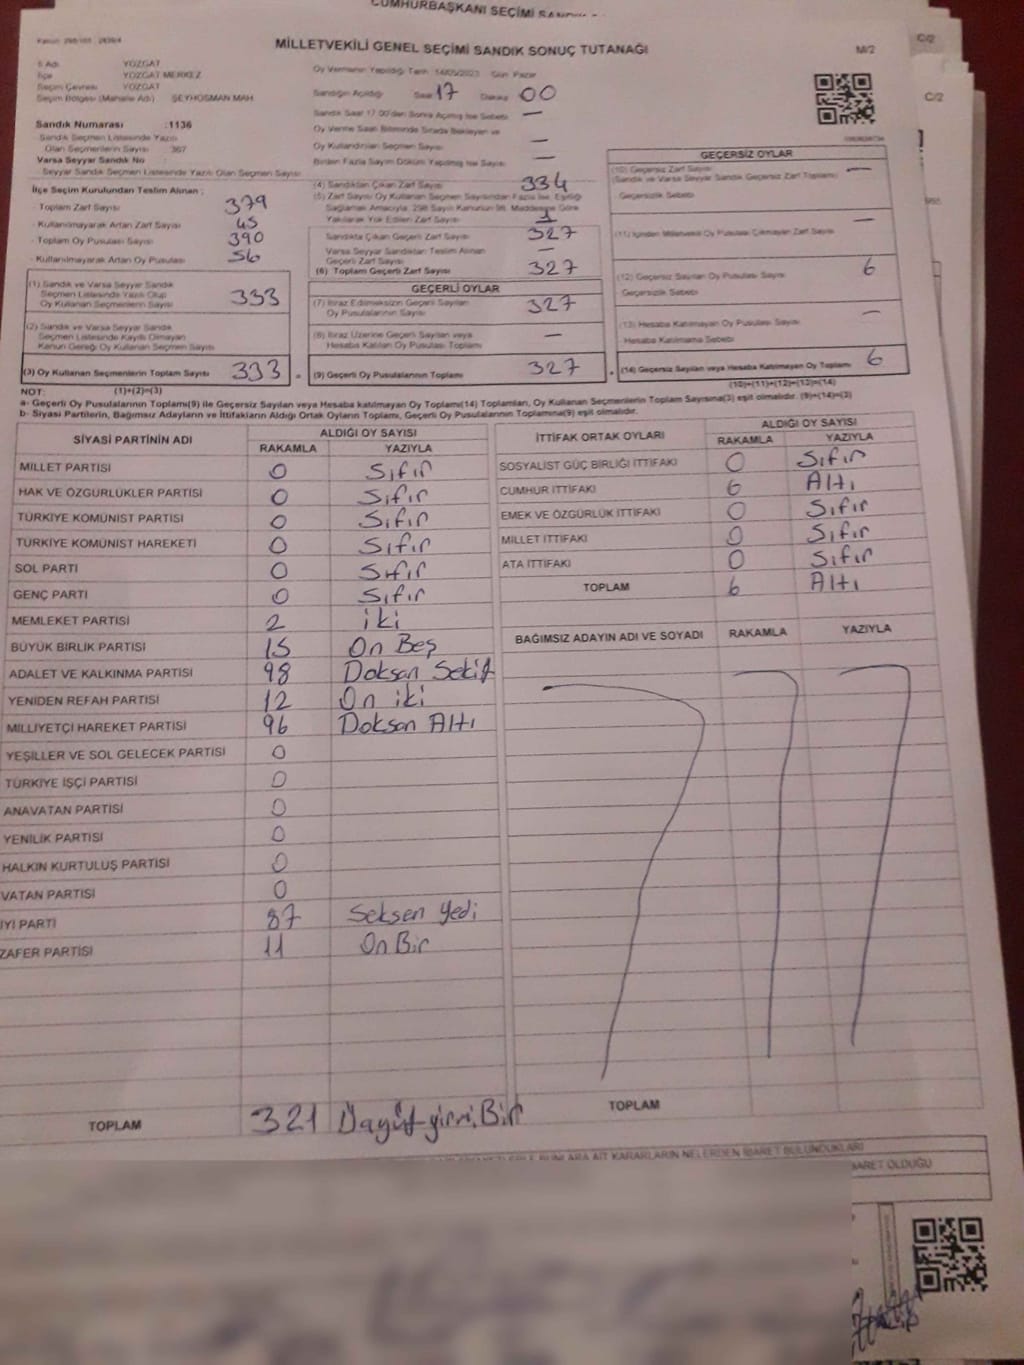 CUMHURBAŞKANI SEÇİMİ
MİLLETVEKİLİ GENEL SEÇİMİ SANDIK SONUÇ TUTANAĞI
M/2
C/2
C/2
İl Adı YOZGAT
İlçe YOZGAT MERKEZ
Seçim Çevresi YOZGAT
Seçim Bölgesi (Mahalle Adı) ŞEYHOSMAN MAH
Sandık Numarası :1136
Sandık Seçmen Listesinde Yazılı
Olan Seçmenlerin Sayısı 367
Varsa Seyyar Sandık No :
Seyyar Sandık Seçmen Listesinde Yazılı Olan Seçmen Sayısı
Oy Vermenin Yapıldığı Tarih 14/05/2023 Gün Pazar
Sandığın Açıldığı Saat 17 Dakika 00
Sandık Saat 17.00'den Sonra Açılmış İse Sebebi —
Oy Verme Saati Bitiminde Sırada Bekleyen ve
Oy Kullandırılan Seçmen Sayısı —
Birden Fazla Sayım Döküm Yapılmış İse Sayısı —
İlçe Seçim Kurulundan Teslim Alınan ;
- Toplam Zarf Sayısı 379
- Kullanılmayarak Artan Zarf Sayısı 45
- Toplam Oy Pusulası Sayısı 390
- Kullanılmayarak Artan Oy Pusulası 56
(4) Sandıktan Çıkan Zarf Sayısı 334
(5) Zarf Sayısı Oy Kullanan Seçmen Sayısından Fazla İse, Eşitliği
Sağlamak Amacıyla, 298 Sayılı Kanunun 98. Maddesine Göre
Yakılarak Yok Edilen Zarf Sayısı 1
Sandıkta Çıkan Geçerli Zarf Sayısı 327
Varsa Seyyar Sandıktan Teslim Alınan
Geçerli Zarf Sayısı —
(6) Toplam Geçerli Zarf Sayısı 327
GEÇERSİZ OYLAR
(10) Geçersiz Zarf Sayısı —
(Sandık ve Varsa Seyyar Sandık Geçersiz Zarf Toplamı)
Geçersizlik Sebebi
(11) İçinden Milletvekili Oy Pusulası Çıkmayan Zarf Sayısı —
(12) Geçersiz Sayılan Oy Pusulası Sayısı 6
Geçersizlik Sebebi
(13) Hesaba Katılmayan Oy Pusulası Sayısı —
Hesaba Katılmama Sebebi
(14) Geçersiz Sayılan veya Hesaba Katılmayan Oy Toplamı 6
(10)+(11)+(12)+(13)=(14)
(1) Sandık ve Varsa Seyyar Sandık
Seçmen Listesinde Yazılı Olup
Oy Kullanan Seçmenlerin Sayısı 333
(2) Sandık ve Varsa Seyyar Sandık
Seçmen Listesinde Kayıtlı Olmayan
Kanun Gereği Oy Kullanan Seçmen Sayısı
(3) Oy Kullanan Seçmenlerin Toplam Sayısı 333
(1)+(2)=(3)
GEÇERLİ OYLAR
(7) İtiraz Edilmeksizin Geçerli Sayılan
Oy Pusulalarının Sayısı 327
(8) İtiraz Üzerine Geçerli Sayılan veya
Hesaba Katılan Oy Pusulası Toplamı —
(9) Geçerli Oy Pusulalarının Toplamı 327
NOT:
a- Geçerli Oy Pusulalarının Toplamı(9) ile Geçersiz Sayılan veya hesaba katılmayan Oy Toplamı(14) Toplamları, Oy Kullanan Seçmenlerin Toplam Sayısına(3) eşit olmalıdır. (9)+(14)=(3)
b- Siyasi Partilerin, Bağımsız Adayların ve İttifakların Aldığı Ortak Oyların Toplamı, Geçerli Oy Pusulalarının Toplamına(9) eşit olmalıdır.
SİYASİ PARTİNİN ADI
ALDIĞI OY SAYISI
RAKAMLA YAZIYLA
MİLLET PARTİSİ 0 Sıfır
HAK VE ÖZGÜRLÜKLER PARTİSİ 0 Sıfır
TÜRKİYE KOMÜNİST PARTİSİ 0 Sıfır
TÜRKİYE KOMÜNİST HAREKETİ 0 Sıfır
SOL PARTİ 0 Sıfır
GENÇ PARTİ 0 Sıfır
MEMLEKET PARTİSİ 2 iki
BÜYÜK BİRLİK PARTİSİ 15 On Beş
ADALET VE KALKINMA PARTİSİ 98 Doksan Sekiz
YENİDEN REFAH PARTİSİ 12 On iki
MİLLİYETÇİ HAREKET PARTİSİ 96 Doksan Altı
YEŞİLLER VE SOL GELECEK PARTİSİ 0
TÜRKİYE İŞÇİ PARTİSİ 0
ANAVATAN PARTİSİ 0
YENİLİK PARTİSİ 0
HALKIN KURTULUŞ PARTİSİ 0
VATAN PARTİSİ 0
İYİ PARTİ 87 Seksen Yedi
ZAFER PARTİSİ 11 On Bir
TOPLAM 321 Üçyüz yirmi Bir
İTTİFAK ORTAK OYLARI
ALDIĞI OY SAYISI
RAKAMLA YAZIYLA
SOSYALİST GÜÇ BİRLİĞİ İTTİFAKI 0 Sıfır
CUMHUR İTTİFAKI 6 Altı
EMEK VE ÖZGÜRLÜK İTTİFAKI 0 Sıfır
MİLLET İTTİFAKI 0 Sıfır
ATA İTTİFAKI 0 Sıfır
TOPLAM 6 Altı
BAĞIMSIZ ADAYIN ADI VE SOYADI RAKAMLA YAZIYLA
TOPLAM
BUNLARA AİT KARARLARIN NELERDEN İBARET BULUNDUKLARI
İBARET OLDUĞU